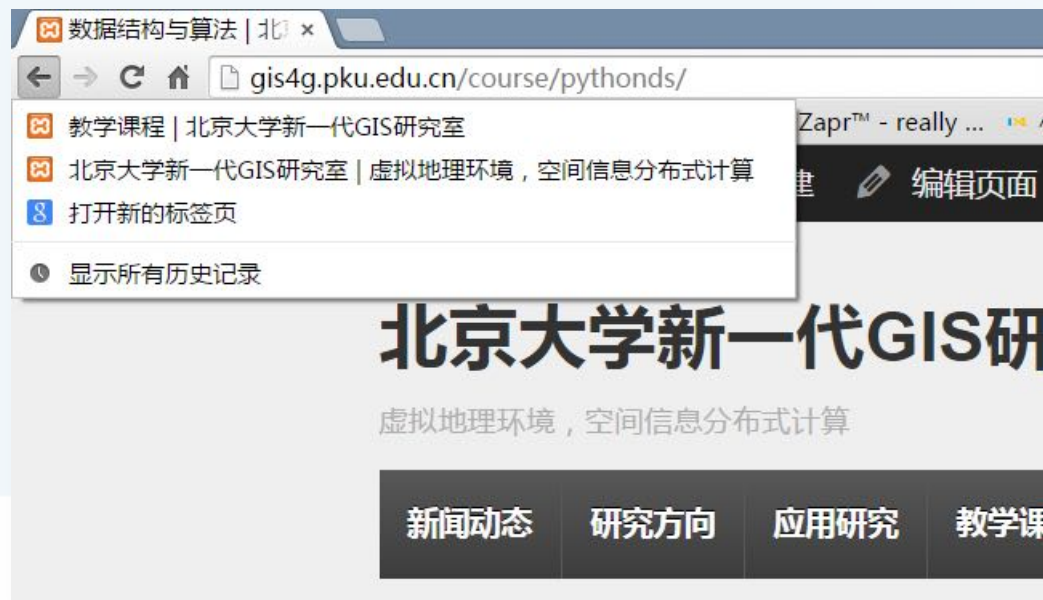 数据结构与算法 | 北
gis4g.pku.edu.cn/course/pythonds/
教学课程 | 北京大学新一代GIS研究室
Zapr™ - really ...
北京大学新一代GIS研究室 | 虚拟地理环境，空间信息分布式计算
建 编辑页面
打开新的标签页
显示所有历史记录
北京大学新一代GIS研
虚拟地理环境，空间信息分布式计算
新闻动态 研究方向 应用研究 教学课